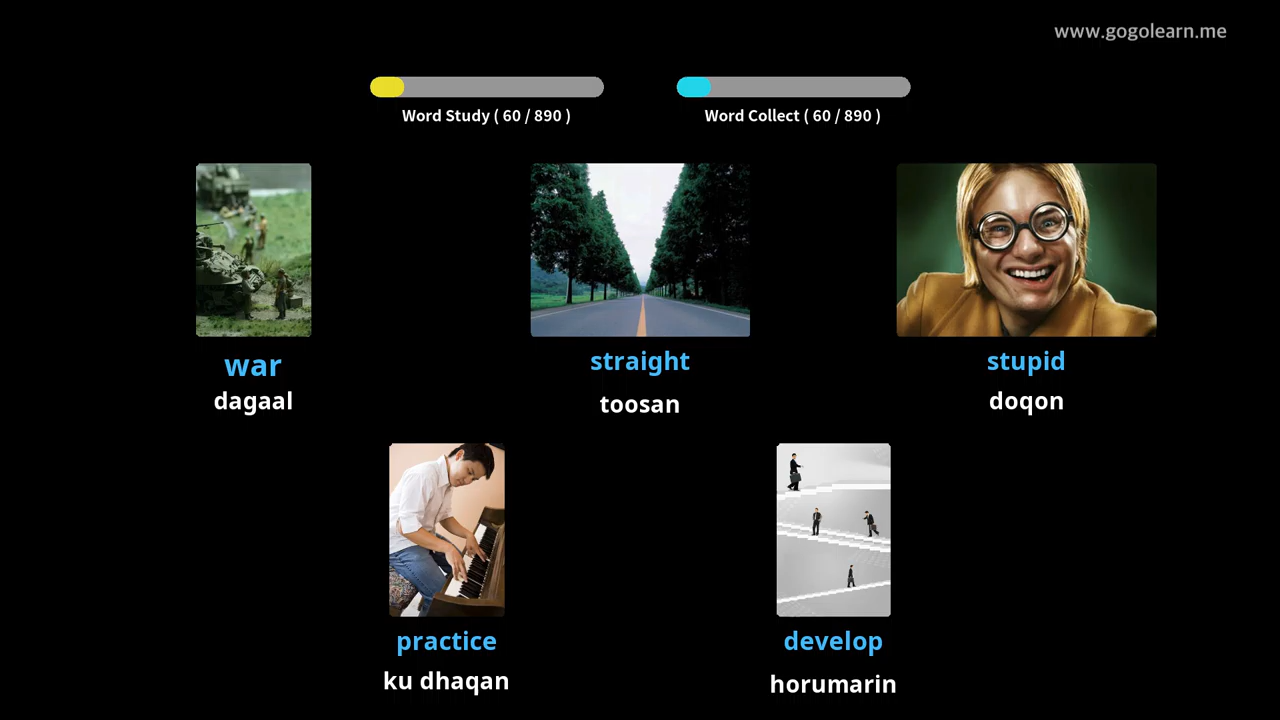 www.gogolearn.me
Word Study ( 60 / 890 )
Word Collect ( 60 / 890 )
war
dagaal
straight
toosan
stupid
doqon
practice
ku dhaqan
develop
horumarin